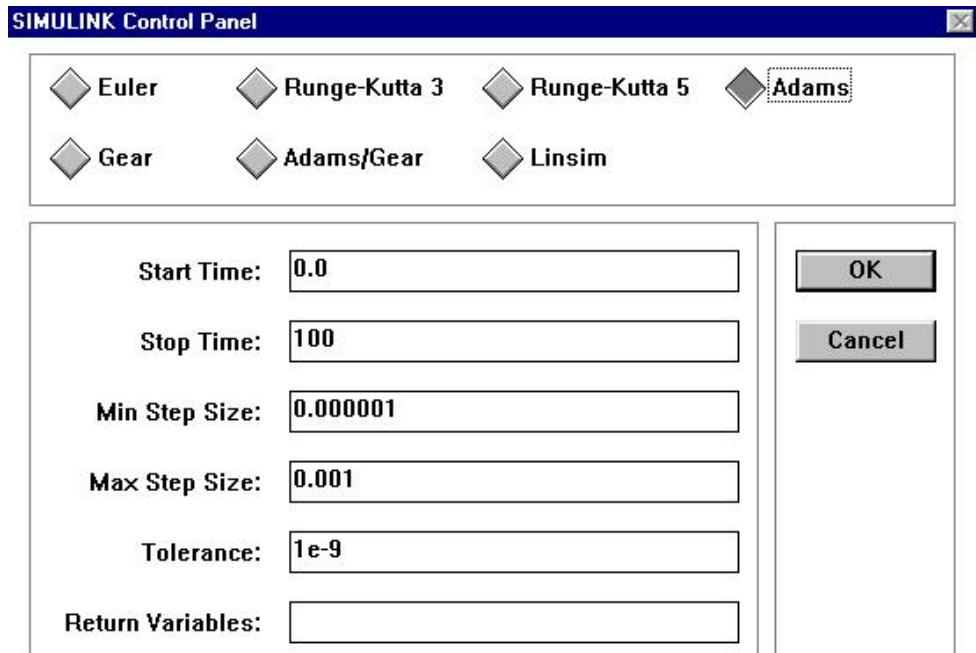 SIMULINK Control Panel
Euler Runge-Kutta 3 Runge-Kutta 5 Adams
Gear Adams/Gear Linsim
Start Time: 0.0 OK
Stop Time: 100 Cancel
Min Step Size: 0.000001
Max Step Size: 0.001
Tolerance: 1e-9
Return Variables: